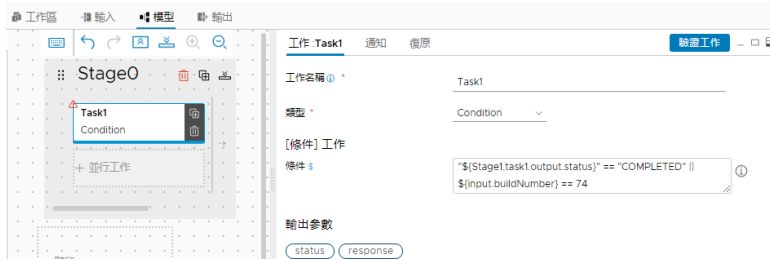 工作區 輸入 模型 輸出
工作 :Task1 通知 復原 驗證工作
Stage0
工作名稱 * Task1
Task1
Condition
類型 * Condition
+ 並行工作
[條件] 工作
條件 $ "${Stage1.task1.output.status}" == "COMPLETED" ||
${input.buildNumber} == 74
輸出參數
status response